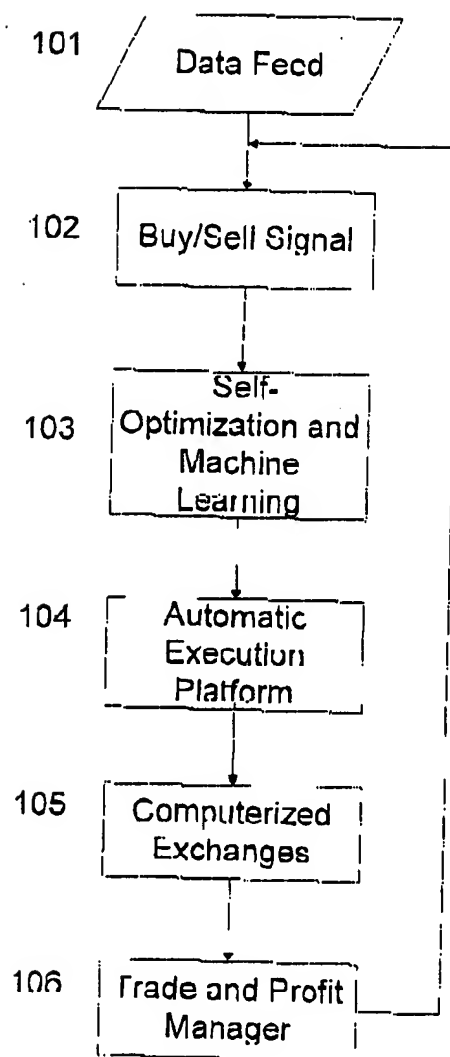 101
Data Feed
102
Buy/Sell Signal
103
Self-
Optimization and
Machine
Learning
104
Automatic
Execution
Platform
105
Computerized
Exchanges
106
Trade and Profit
Manager